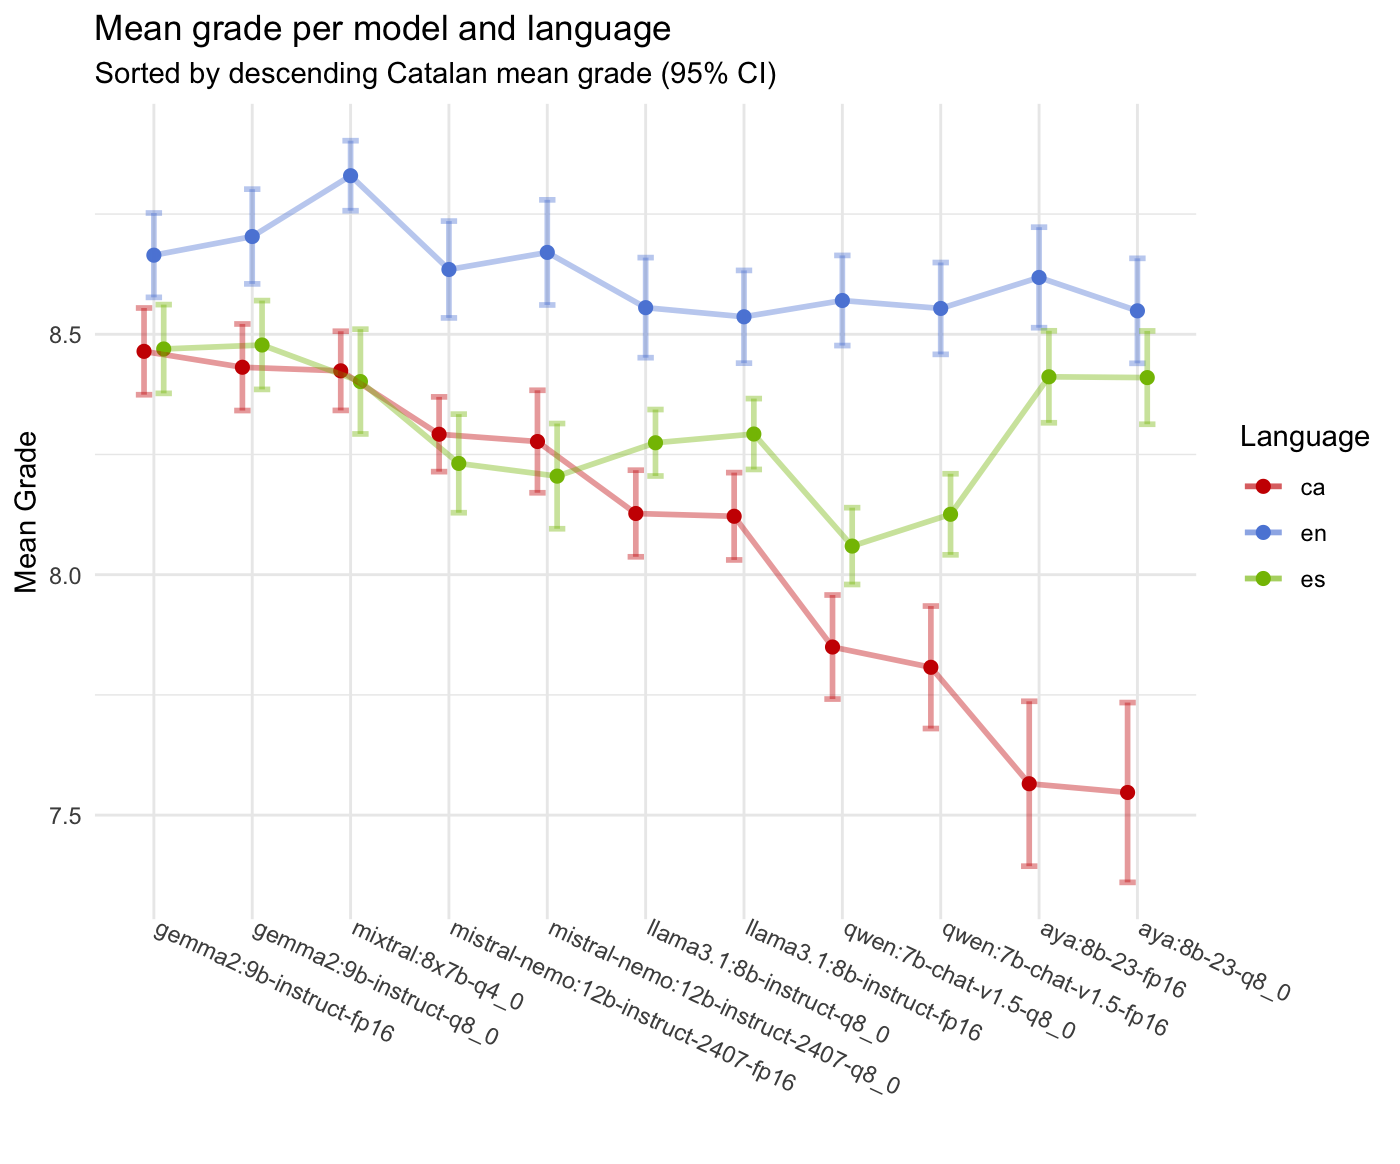 Mean grade per model and language
Sorted by descending Catalan mean grade (95% CI)
Mean Grade
8.5
8.0
7.5
gemma2:9b-instruct-fp16
gemma2:9b-instruct-q8_0
mixtral:8x7b-q4_0
mistral-nemo:12b-instruct-2407-fp16
mistral-nemo:12b-instruct-2407-q8_0
llama3.1:8b-instruct-q8_0
llama3.1:8b-instruct-fp16
qwen:7b-chat-v1.5-q8_0
qwen:7b-chat-v1.5-fp16
aya:8b-23-fp16
aya:8b-23-q8_0
Language
ca
en
es